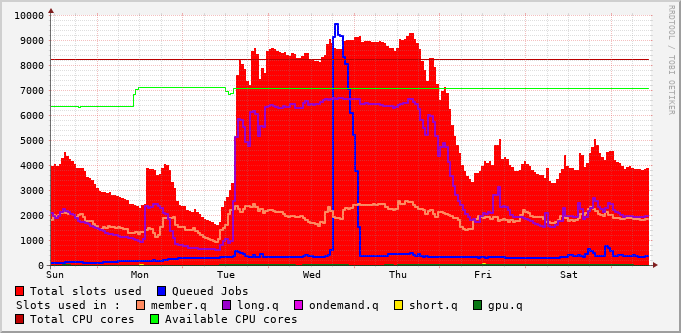 10000
9000
8000
7000
6000
5000
4000
3000
2000
1000
0
Sun Mon Tue Wed Thu Fri Sat
Total slots used Queued Jobs
Slots used in : member.q long.q ondemand.q short.q gpu.q
Total CPU cores Available CPU cores
RRDTOOL / TOBI OETIKER